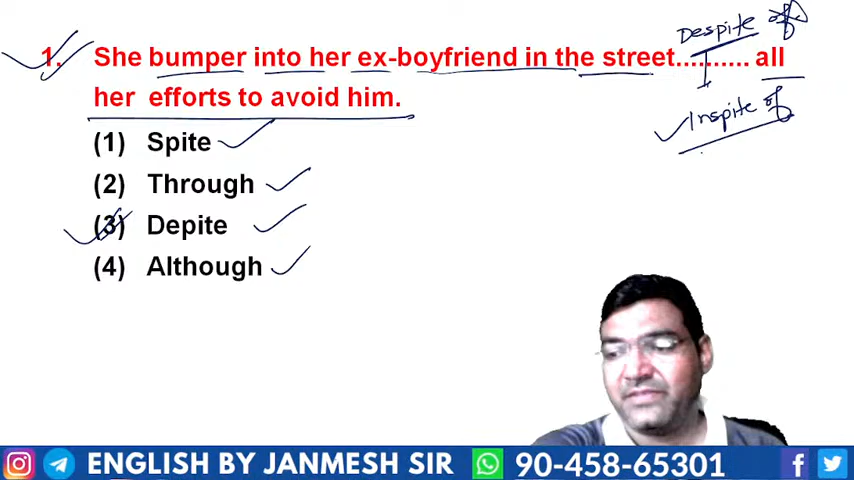 1. She bumper into her ex-boyfriend in the street.......... all
her efforts to avoid him.
(1) Spite
(2) Through
(3) Depite
(4) Although
Despite of
Inspite of
ENGLISH BY JANMESH SIR 90-458-65301